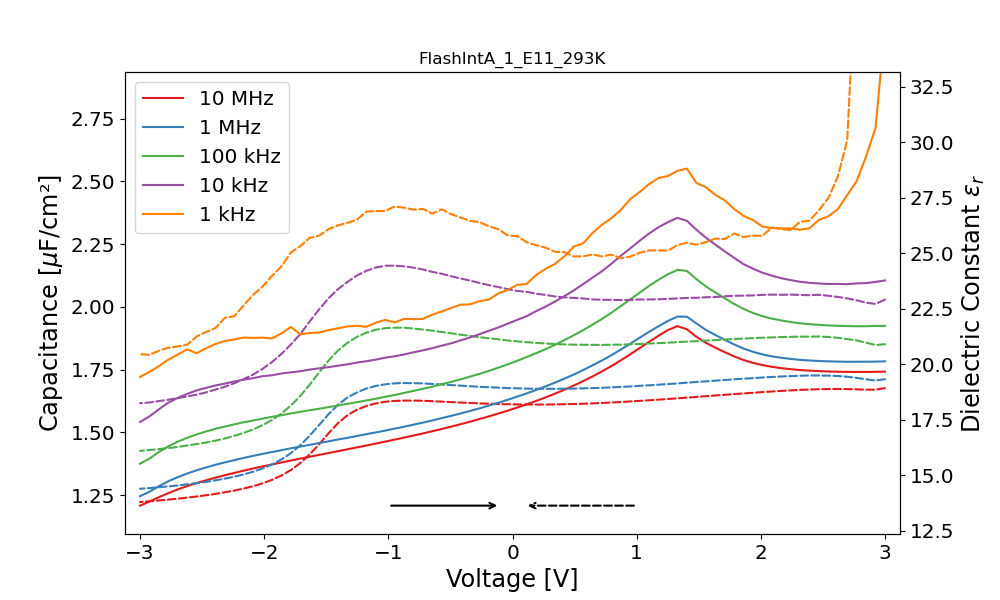 FlashIntA_1_E11_293K
10 MHz
1 MHz
100 kHz
10 kHz
1 kHz
Capacitance [μF/cm²]
2.75
2.50
2.25
2.00
1.75
1.50
1.25
32.5
30.0
27.5
25.0
22.5
20.0
17.5
15.0
12.5
Dielectric Constant εr
−3 −2 −1 0 1 2 3
Voltage [V]